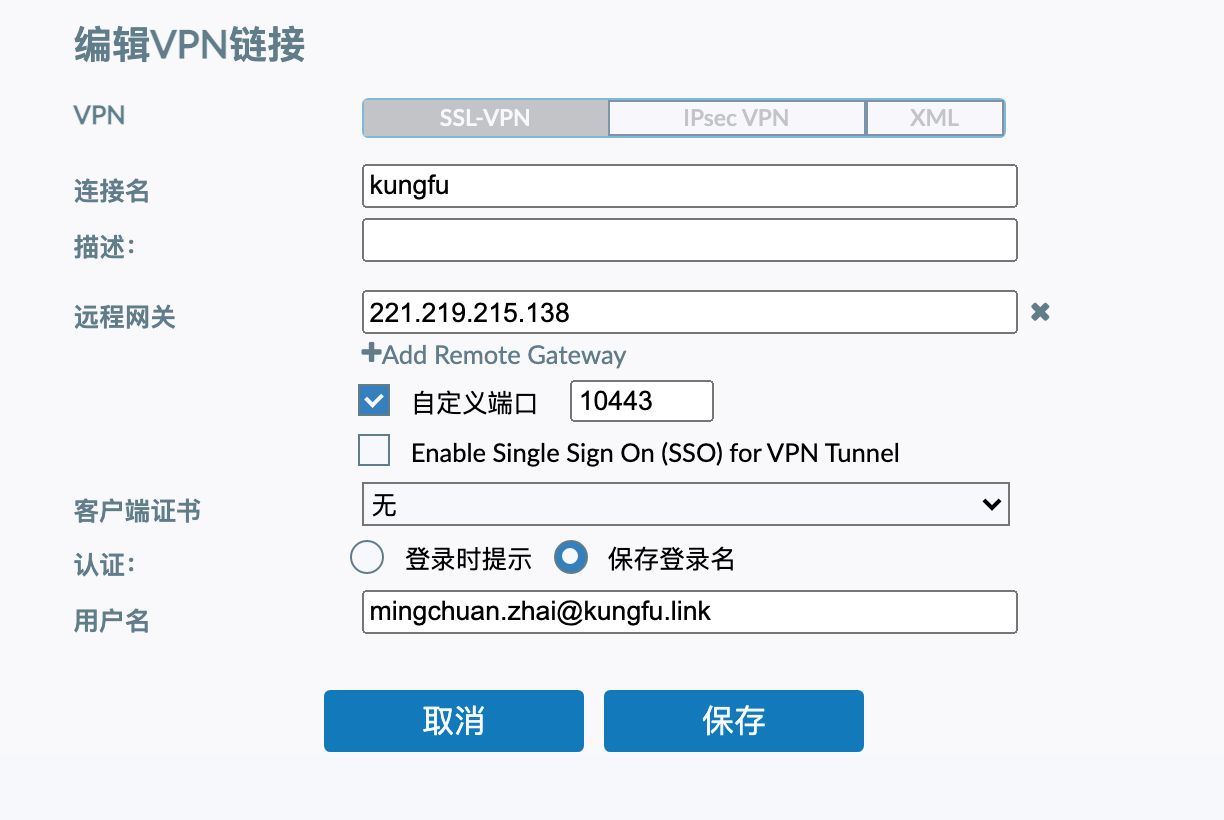 编辑VPN链接
VPN SSL-VPN IPsec VPN XML
连接名 kungfu
描述:
远程网关 221.219.215.138
Add Remote Gateway
自定义端口 10443
Enable Single Sign On (SSO) for VPN Tunnel
客户端证书 无
认证: 登录时提示 保存登录名
用户名 mingchuan.zhai@kungfu.link
取消 保存